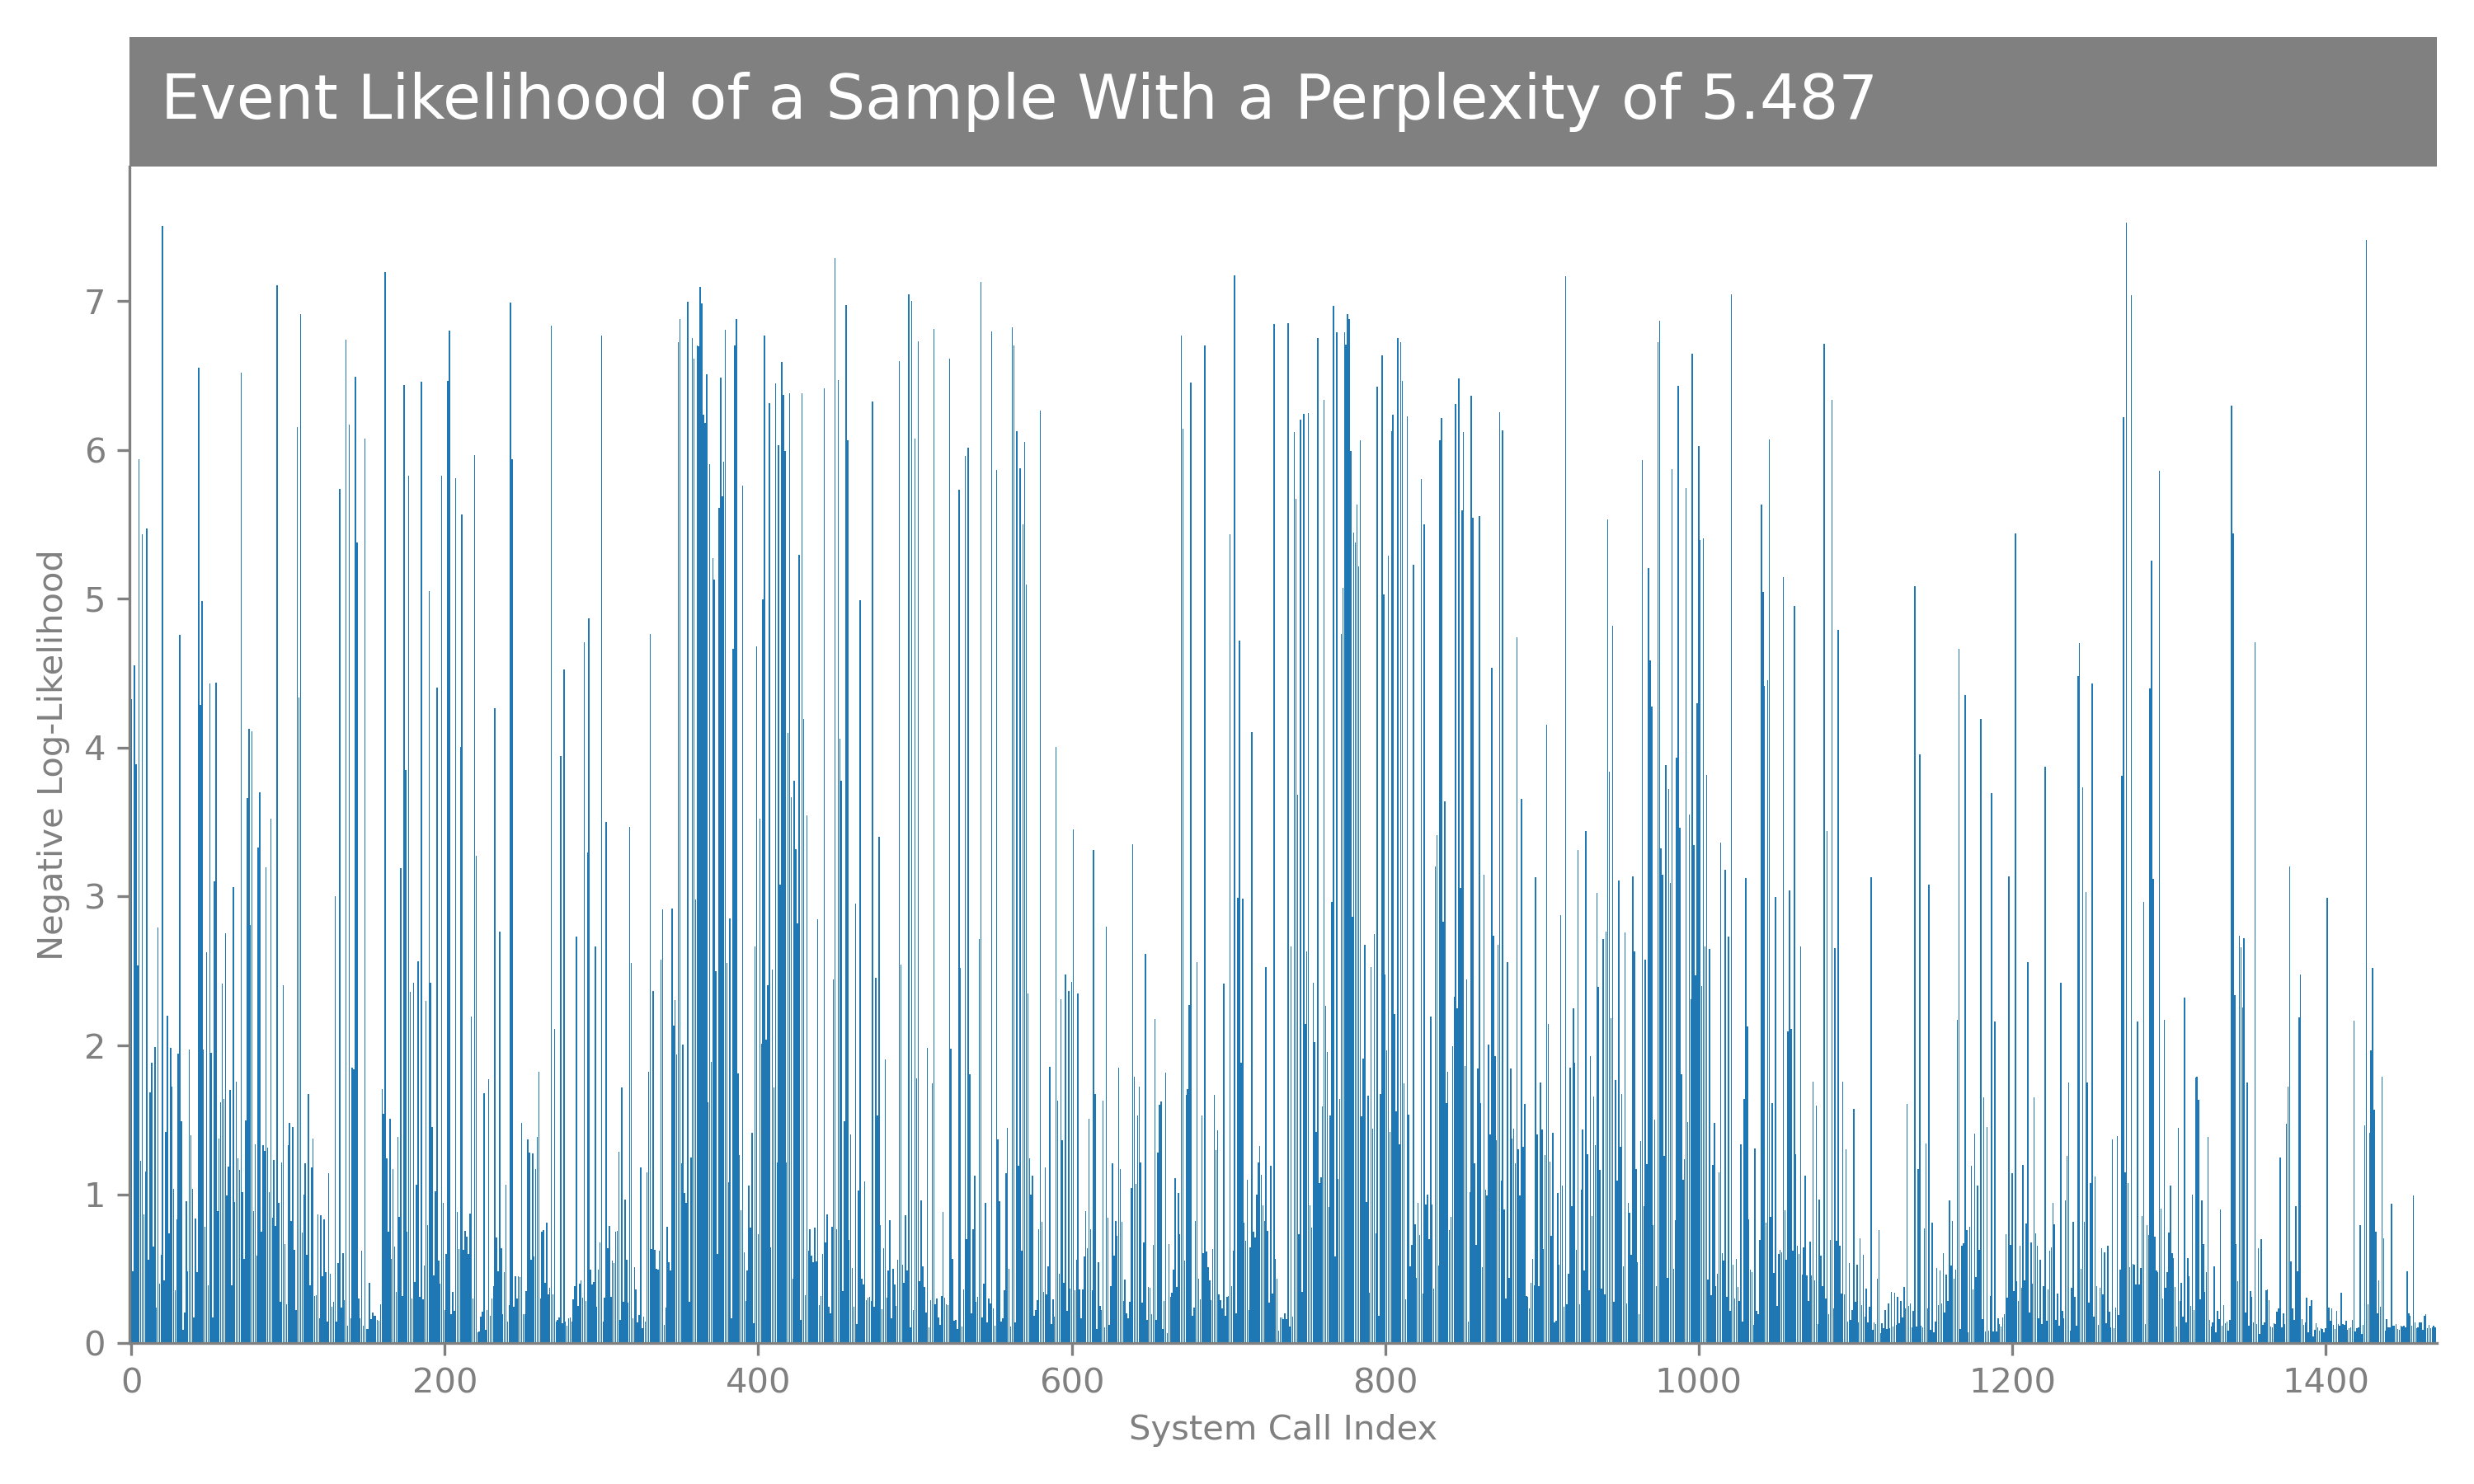 Event Likelihood of a Sample With a Perplexity of 5.487
7
6
5
4
3
2
1
0
Negative Log-Likelihood
0 200 400 600 800 1000 1200 1400
System Call Index